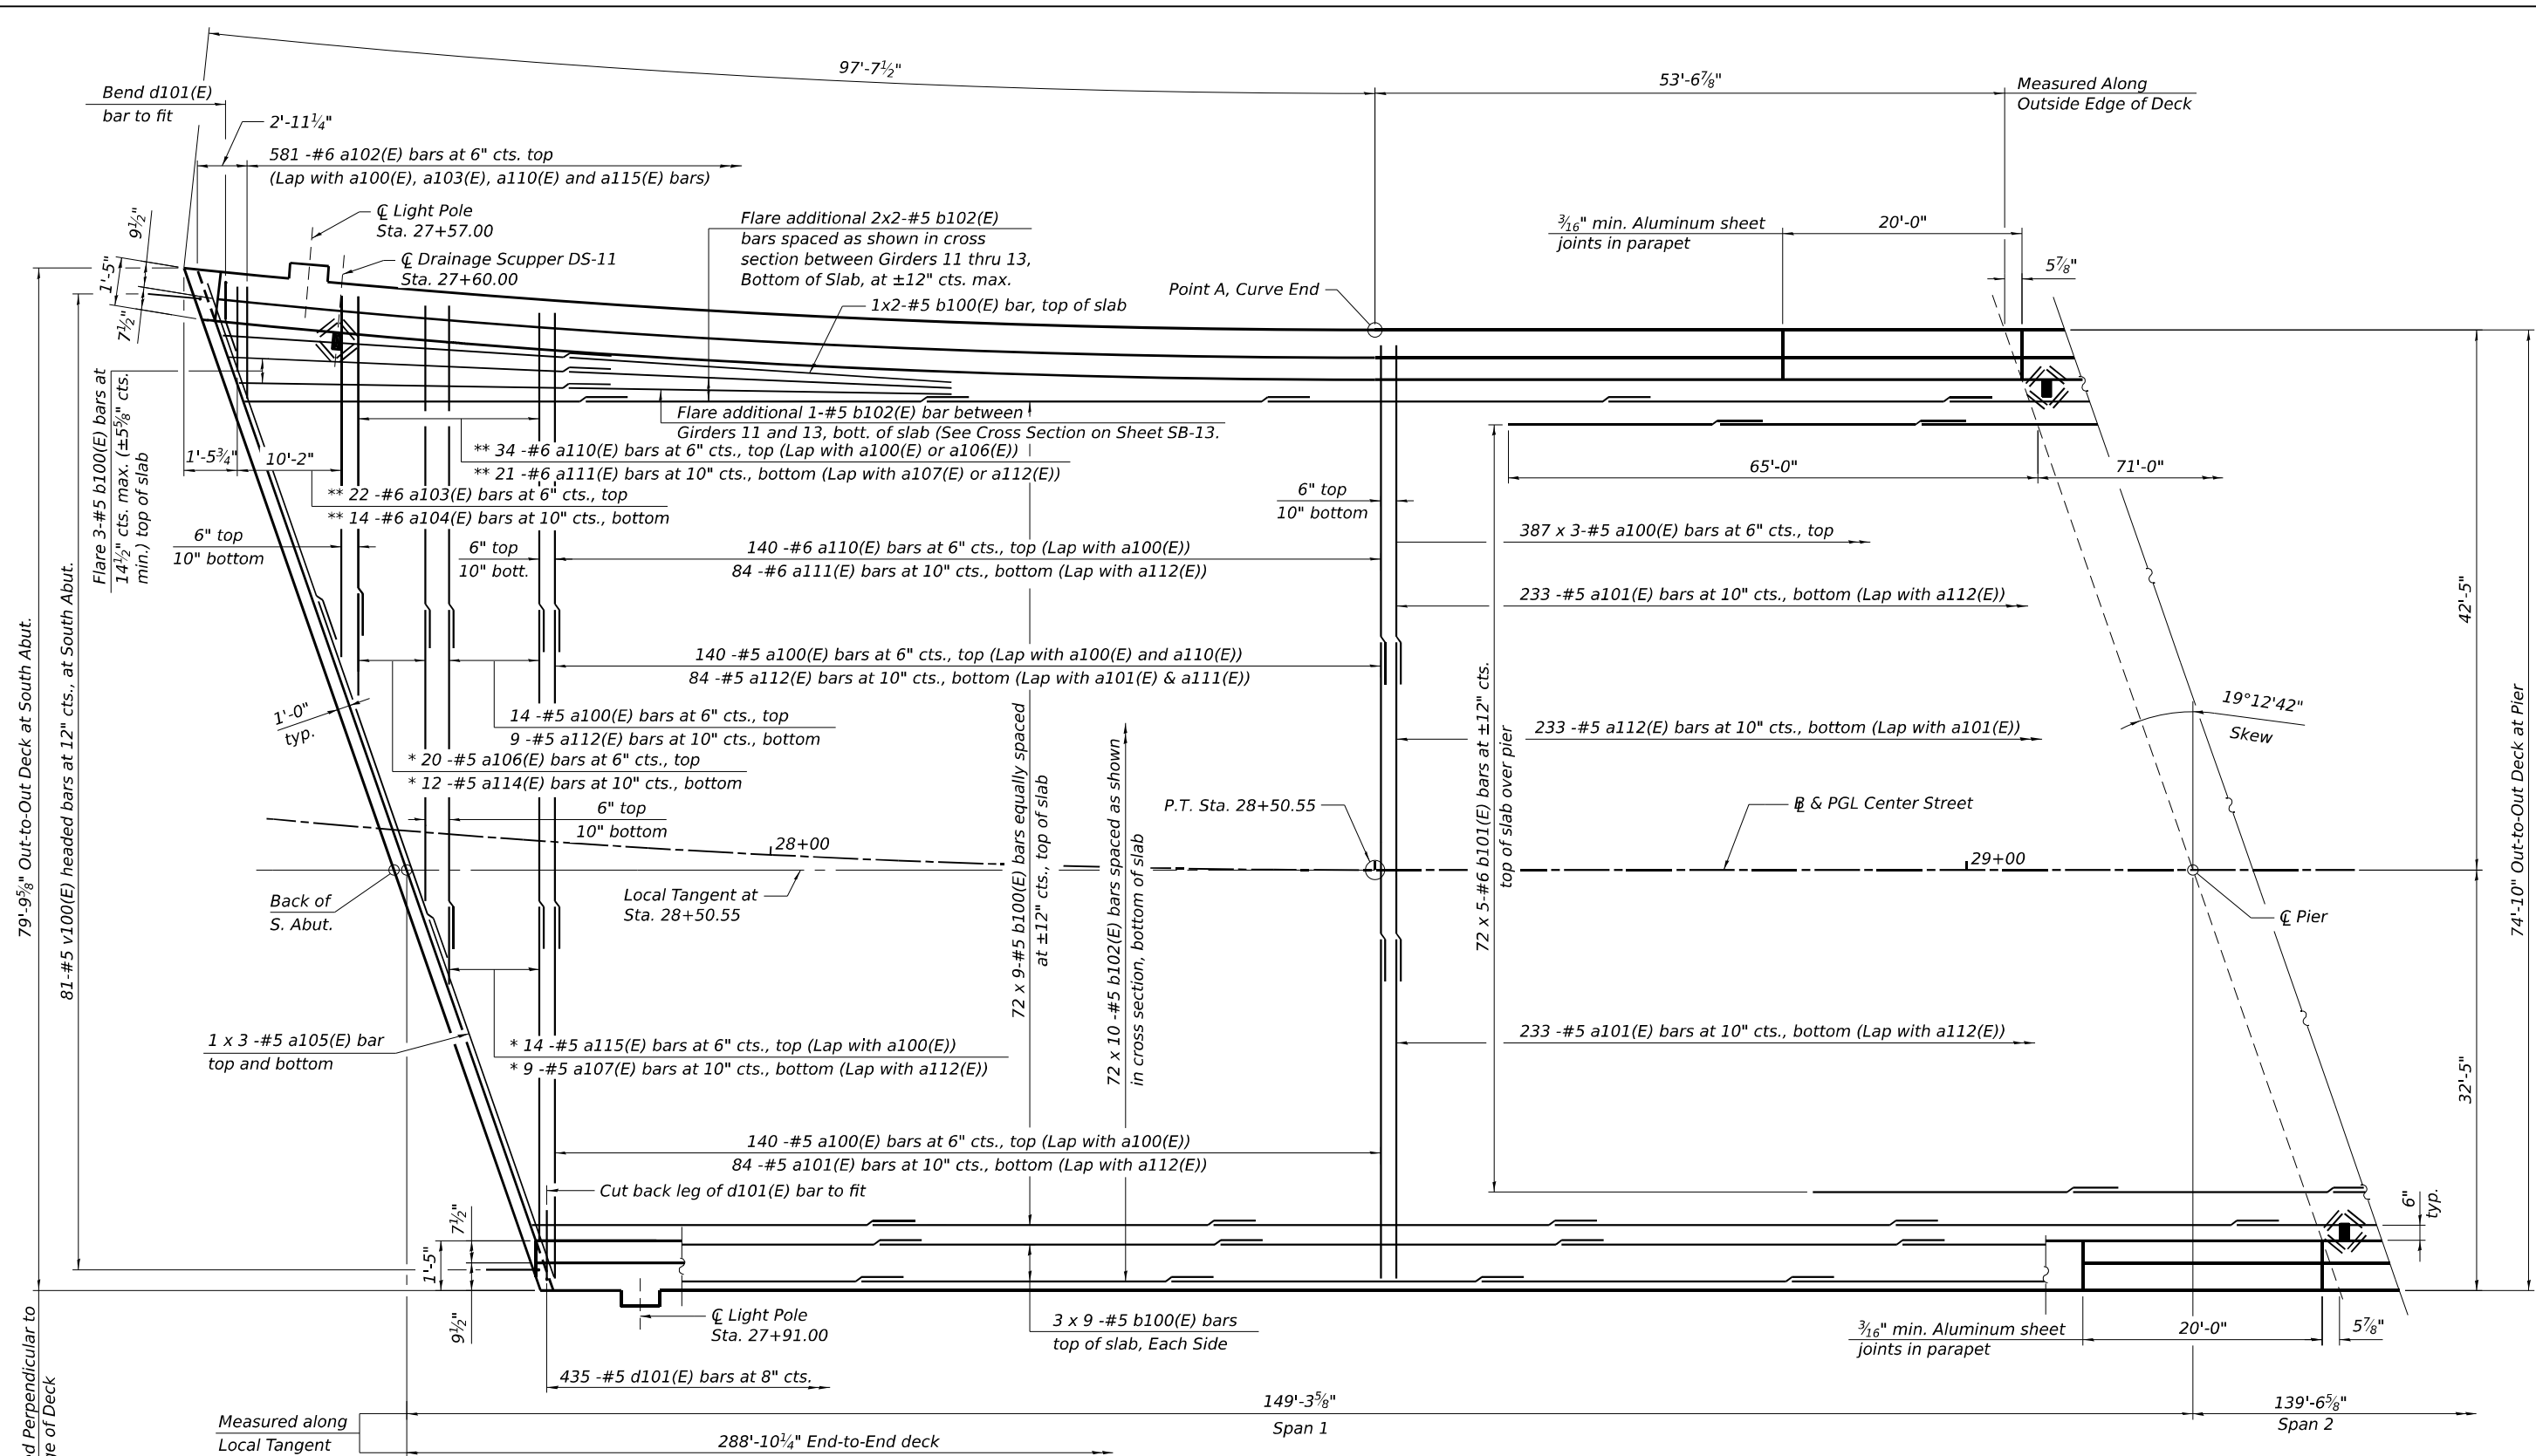 97'-7½"
53'-6⅞"
Measured Along
Outside Edge of Deck
Bend d101(E)
bar to fit
2'-11¼"
581 -#6 a102(E) bars at 6" cts. top
(Lap with a100(E), a103(E), a110(E) and a115(E) bars)
9½"
1'-5"
7½"
℄ Light Pole
Sta. 27+57.00
℄ Drainage Scupper DS-11
Sta. 27+60.00
Flare additional 2x2-#5 b102(E)
bars spaced as shown in cross
section between Girders 11 thru 13,
Bottom of Slab, at ±12" cts. max.
1x2-#5 b100(E) bar, top of slab
Point A, Curve End
3/16" min. Aluminum sheet
joints in parapet
20'-0"
5⅞"
Flare 3-#5 b100(E) bars at
14½" cts. max. (±5⅝" cts.
min.) top of slab
1'-5¾"
10'-2"
Flare additional 1-#5 b102(E) bar between
Girders 11 and 13, bott. of slab (See Cross Section on Sheet SB-13.
** 34 -#6 a110(E) bars at 6" cts., top (Lap with a100(E) or a106(E))
** 21 -#6 a111(E) bars at 10" cts., bottom (Lap with a107(E) or a112(E))
** 22 -#6 a103(E) bars at 6" cts., top
** 14 -#6 a104(E) bars at 10" cts., bottom
65'-0"
71'-0"
6" top
10" bottom
6" top
10" bottom
6" top
10" bott.
140 -#6 a110(E) bars at 6" cts., top (Lap with a100(E))
84 -#6 a111(E) bars at 10" cts., bottom (Lap with a112(E))
387 x 3-#5 a100(E) bars at 6" cts., top
233 -#5 a101(E) bars at 10" cts., bottom (Lap with a112(E))
42'-5"
79'-9⅝" Out-to-Out Deck at South Abut.
81-#5 v100(E) headed bars at 12" cts., at South Abut.
140 -#5 a100(E) bars at 6" cts., top (Lap with a100(E) and a110(E))
84 -#5 a112(E) bars at 10" cts., bottom (Lap with a101(E) & a111(E))
1'-0"
typ.
14 -#5 a100(E) bars at 6" cts., top
9 -#5 a112(E) bars at 10" cts., bottom
* 20 -#5 a106(E) bars at 6" cts., top
* 12 -#5 a114(E) bars at 10" cts., bottom
6" top
10" bottom
72 x 9-#5 b100(E) bars equally spaced
at ±12" cts., top of slab
72 x 10 -#5 b102(E) bars spaced as shown
in cross section, bottom of slab
72 x 5-#6 b101(E) bars at ±12" cts.
top of slab over pier
233 -#5 a112(E) bars at 10" cts., bottom (Lap with a101(E))
19°12'42"
Skew
74'-10" Out-to-Out Deck at Pier
P.T. Sta. 28+50.55
℄ & PGL Center Street
28+00
29+00
Back of
S. Abut.
Local Tangent at
Sta. 28+50.55
℄ Pier
1 x 3 -#5 a105(E) bar
top and bottom
* 14 -#5 a115(E) bars at 6" cts., top (Lap with a100(E))
* 9 -#5 a107(E) bars at 10" cts., bottom (Lap with a112(E))
233 -#5 a101(E) bars at 10" cts., bottom (Lap with a112(E))
32'-5"
140 -#5 a100(E) bars at 6" cts., top (Lap with a100(E))
84 -#5 a101(E) bars at 10" cts., bottom (Lap with a112(E))
Cut back leg of d101(E) bar to fit
7½"
1'-5"
9½"
6"
typ.
℄ Light Pole
Sta. 27+91.00
3 x 9 -#5 b100(E) bars
top of slab, Each Side
3/16" min. Aluminum sheet
joints in parapet
20'-0"
5⅞"
435 -#5 d101(E) bars at 8" cts.
149'-3⅝"
Span 1
139'-6⅝"
Span 2
Measured along
Local Tangent
288'-10¼" End-to-End deck
d Perpendicular to
ge of Deck